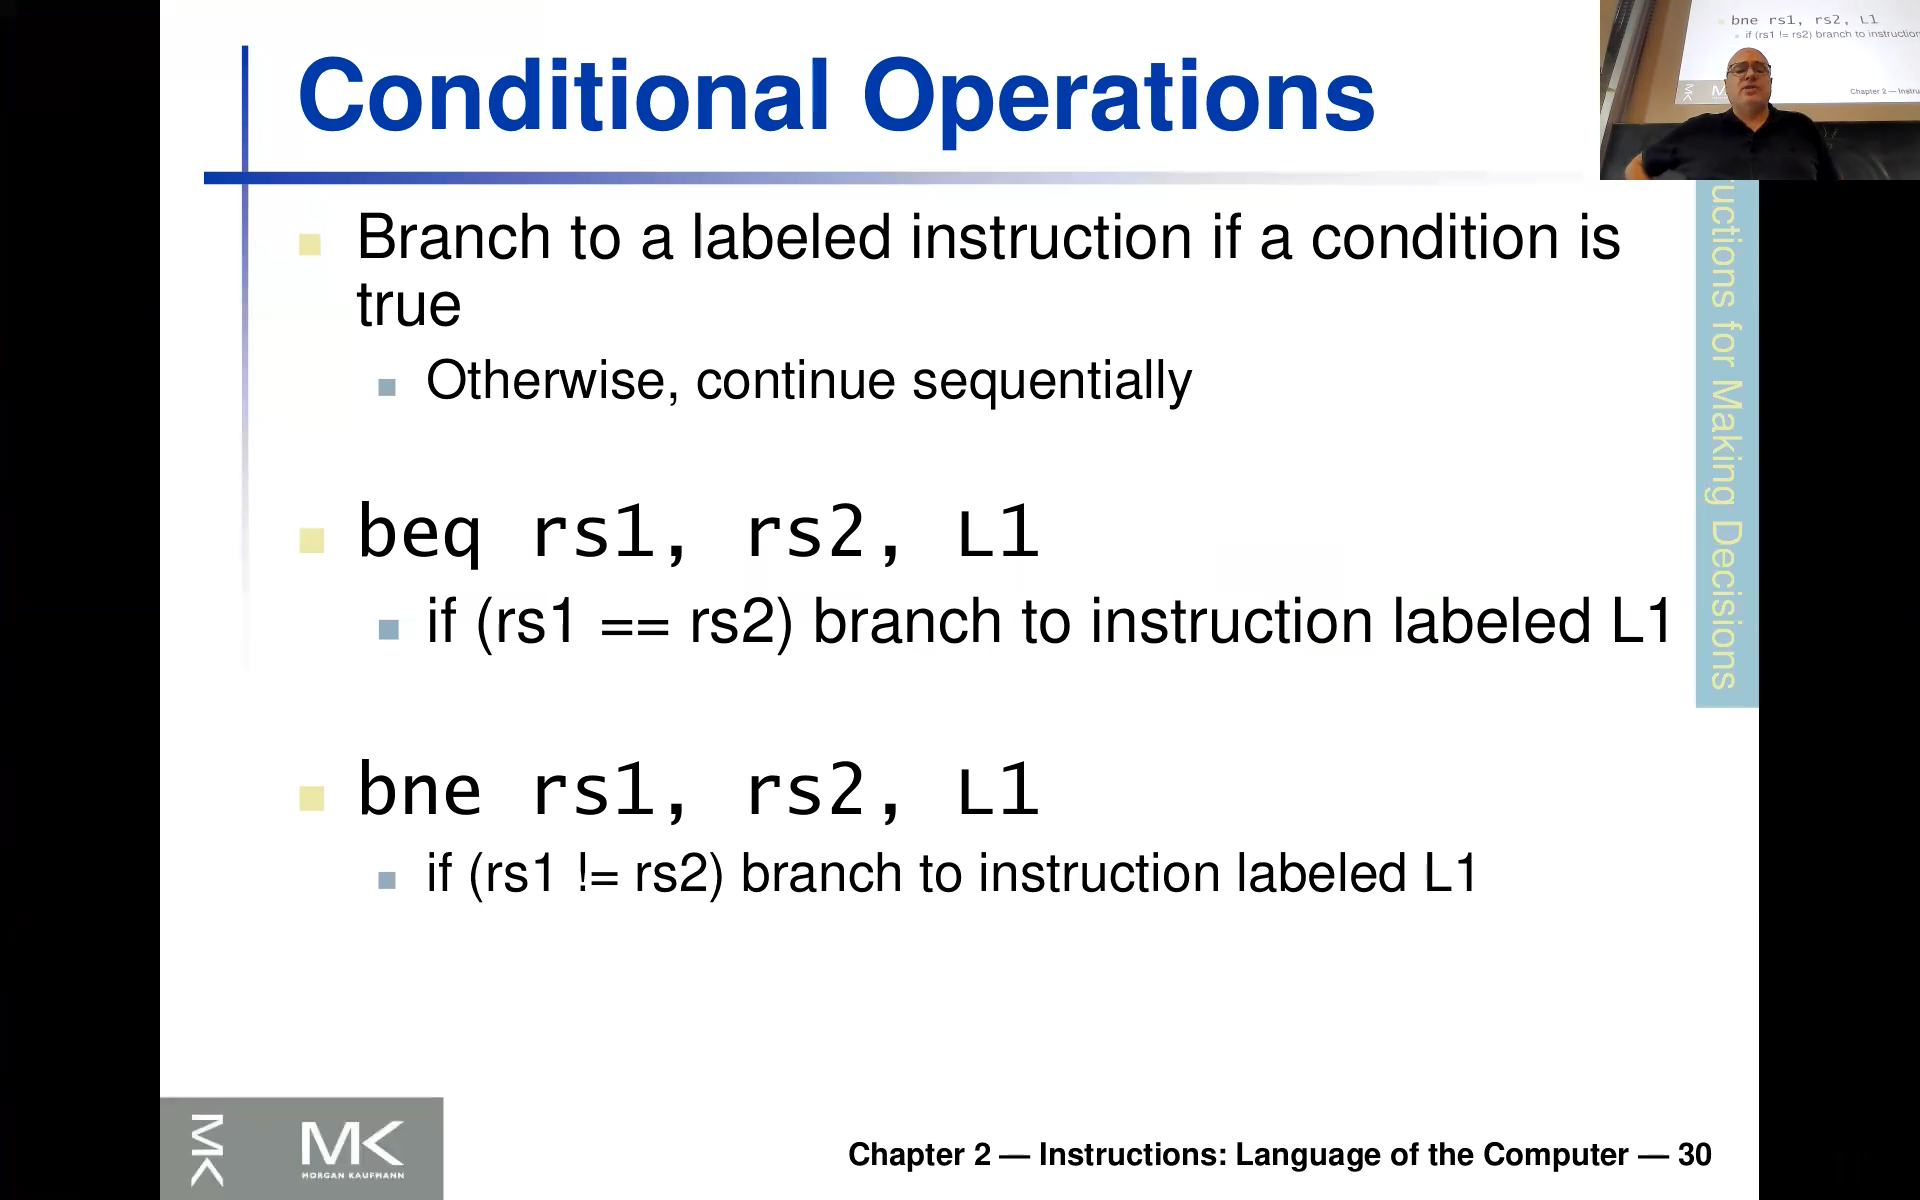 Conditional Operations
bne rs1, rs2, L1
if (rs1 != rs2) branch to instruction
Chapter 2 — Instru
Branch to a labeled instruction if a condition is
true
Otherwise, continue sequentially
beq rs1, rs2, L1
if (rs1 == rs2) branch to instruction labeled L1
bne rs1, rs2, L1
if (rs1 != rs2) branch to instruction labeled L1
uctions for Making Decisions
MK
MK
MORGAN KAUFMANN
Chapter 2 — Instructions: Language of the Computer — 30